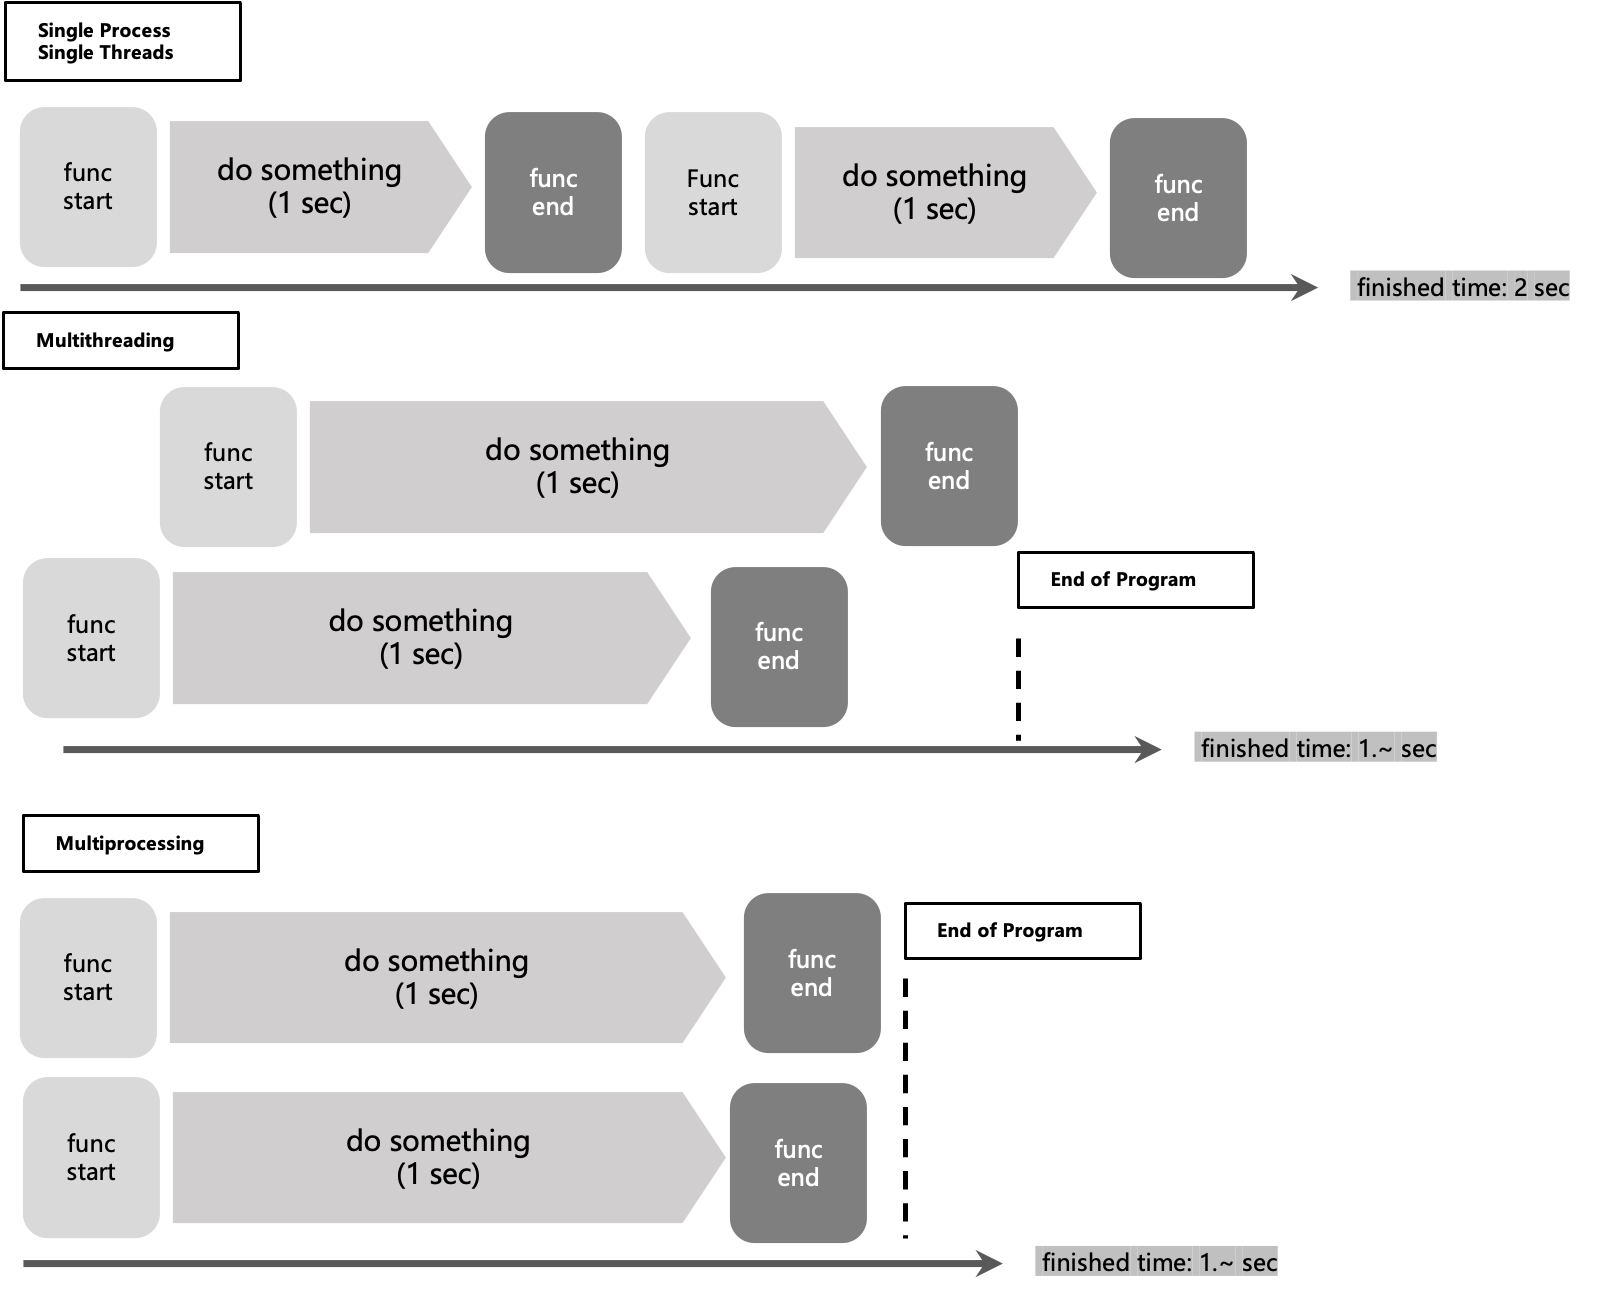 Single Process
Single Threads
func
start
do something
(1 sec)
func
end
Func
start
do something
(1 sec)
func
end
finished time: 2 sec
Multithreading
func
start
do something
(1 sec)
func
end
func
start
do something
(1 sec)
func
end
End of Program
finished time: 1.~ sec
Multiprocessing
func
start
do something
(1 sec)
func
end
End of Program
func
start
do something
(1 sec)
func
end
finished time: 1.~ sec